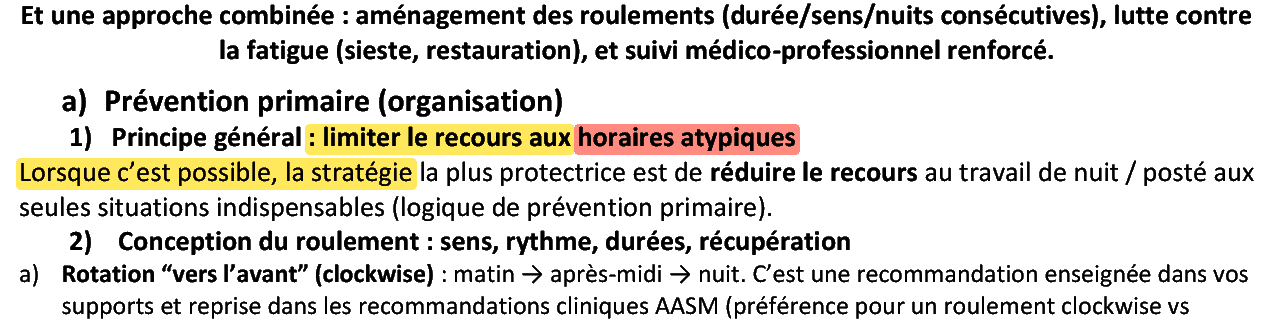 Et une approche combinée : aménagement des roulements (durée/sens/nuits consécutives), lutte contre
la fatigue (sieste, restauration), et suivi médico-professionnel renforcé.
a) Prévention primaire (organisation)
1) Principe général : limiter le recours aux horaires atypiques
Lorsque c’est possible, la stratégie la plus protectrice est de réduire le recours au travail de nuit / posté aux
seules situations indispensables (logique de prévention primaire).
2) Conception du roulement : sens, rythme, durées, récupération
a) Rotation “vers l’avant” (clockwise) : matin → après-midi → nuit. C’est une recommandation enseignée dans vos
supports et reprise dans les recommandations cliniques AASM (préférence pour un roulement clockwise vs